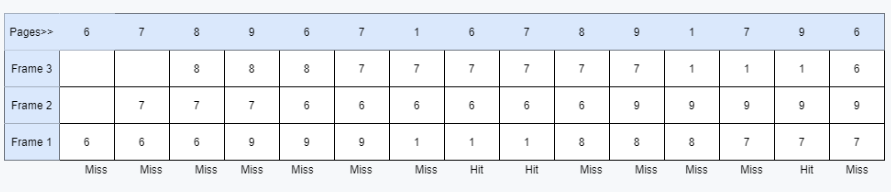 Pages>> 6 7 8 9 6 7 1 6 7 8 9 1 7 9 6
Frame 3 8 8 8 7 7 7 7 7 7 1 1 1 6
Frame 2 7 7 7 6 6 6 6 6 6 9 9 9 9 9
Frame 1 6 6 6 9 9 9 1 1 1 8 8 8 7 7 7
Miss Miss Miss Miss Miss Miss Miss Hit Hit Miss Miss Miss Miss Hit Miss